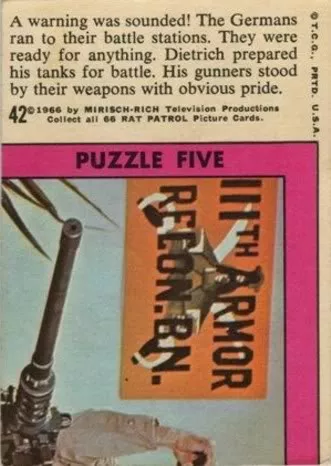 A warning was sounded! The Germans
ran to their battle stations. They were
ready for anything. Dietrich prepared
his tanks for battle. His gunners stood
by their weapons with obvious pride.
42 ©1966 by MIRISCH-RICH Television Productions
Collect all 66 RAT PATROL Picture Cards.
© T.C.G., PRTD. U.S.A.
PUZZLE FIVE
111TH ARMOR
RECON.BN.